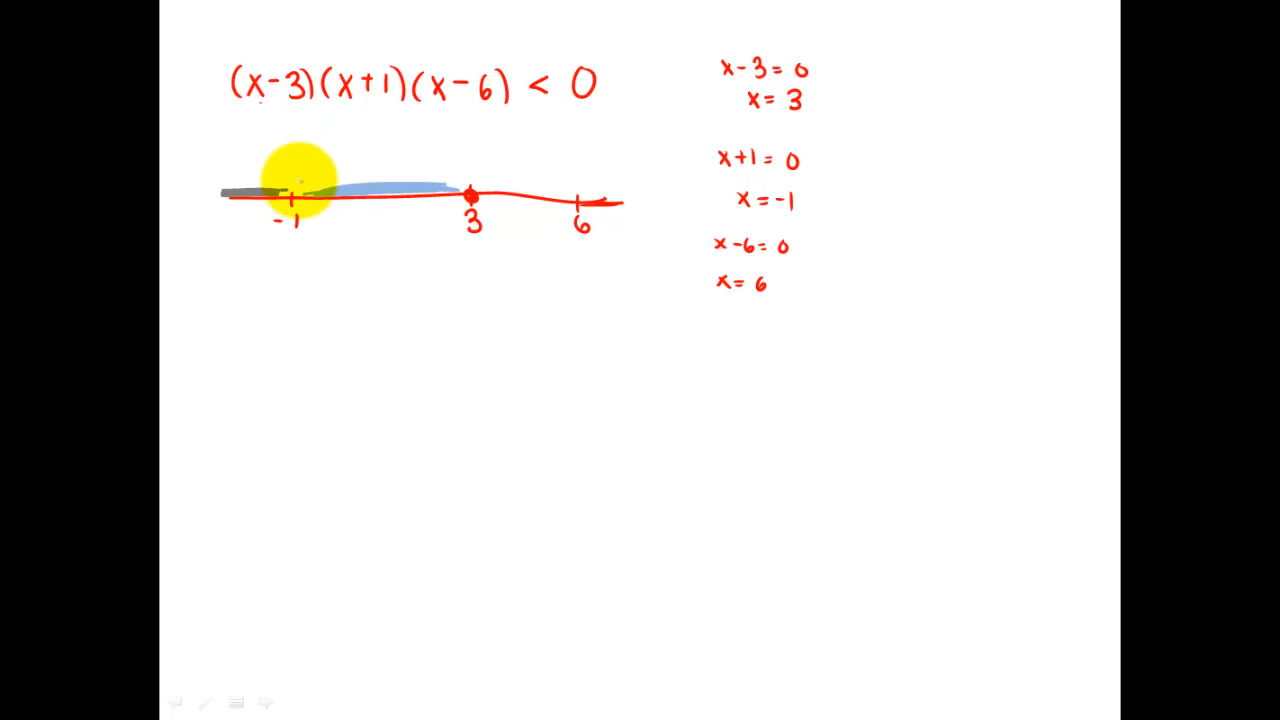 (x-3)(x+1)(x-6) < 0
-1 3 6
x-3=0
x=3
x+1=0
x=-1
x-6=0
x=6